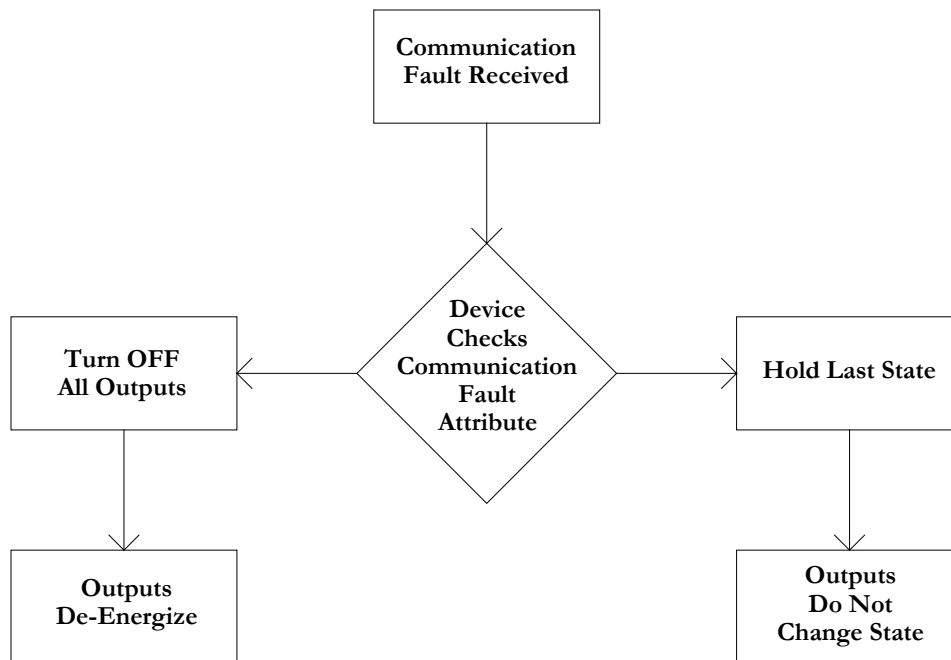 Communication
Fault Received
Device
Checks
Communication
Fault
Attribute
Turn OFF
All Outputs
Hold Last State
Outputs
De-Energize
Outputs
Do Not
Change State